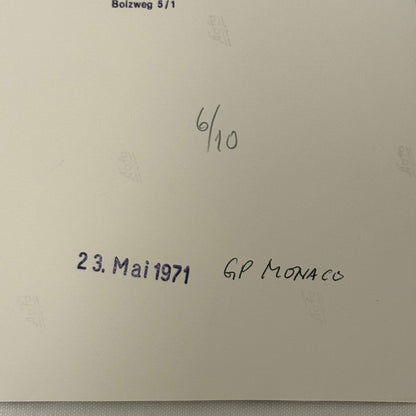 Bolzweg 5/1
6/10
23. Mai 1971 GP MONACO